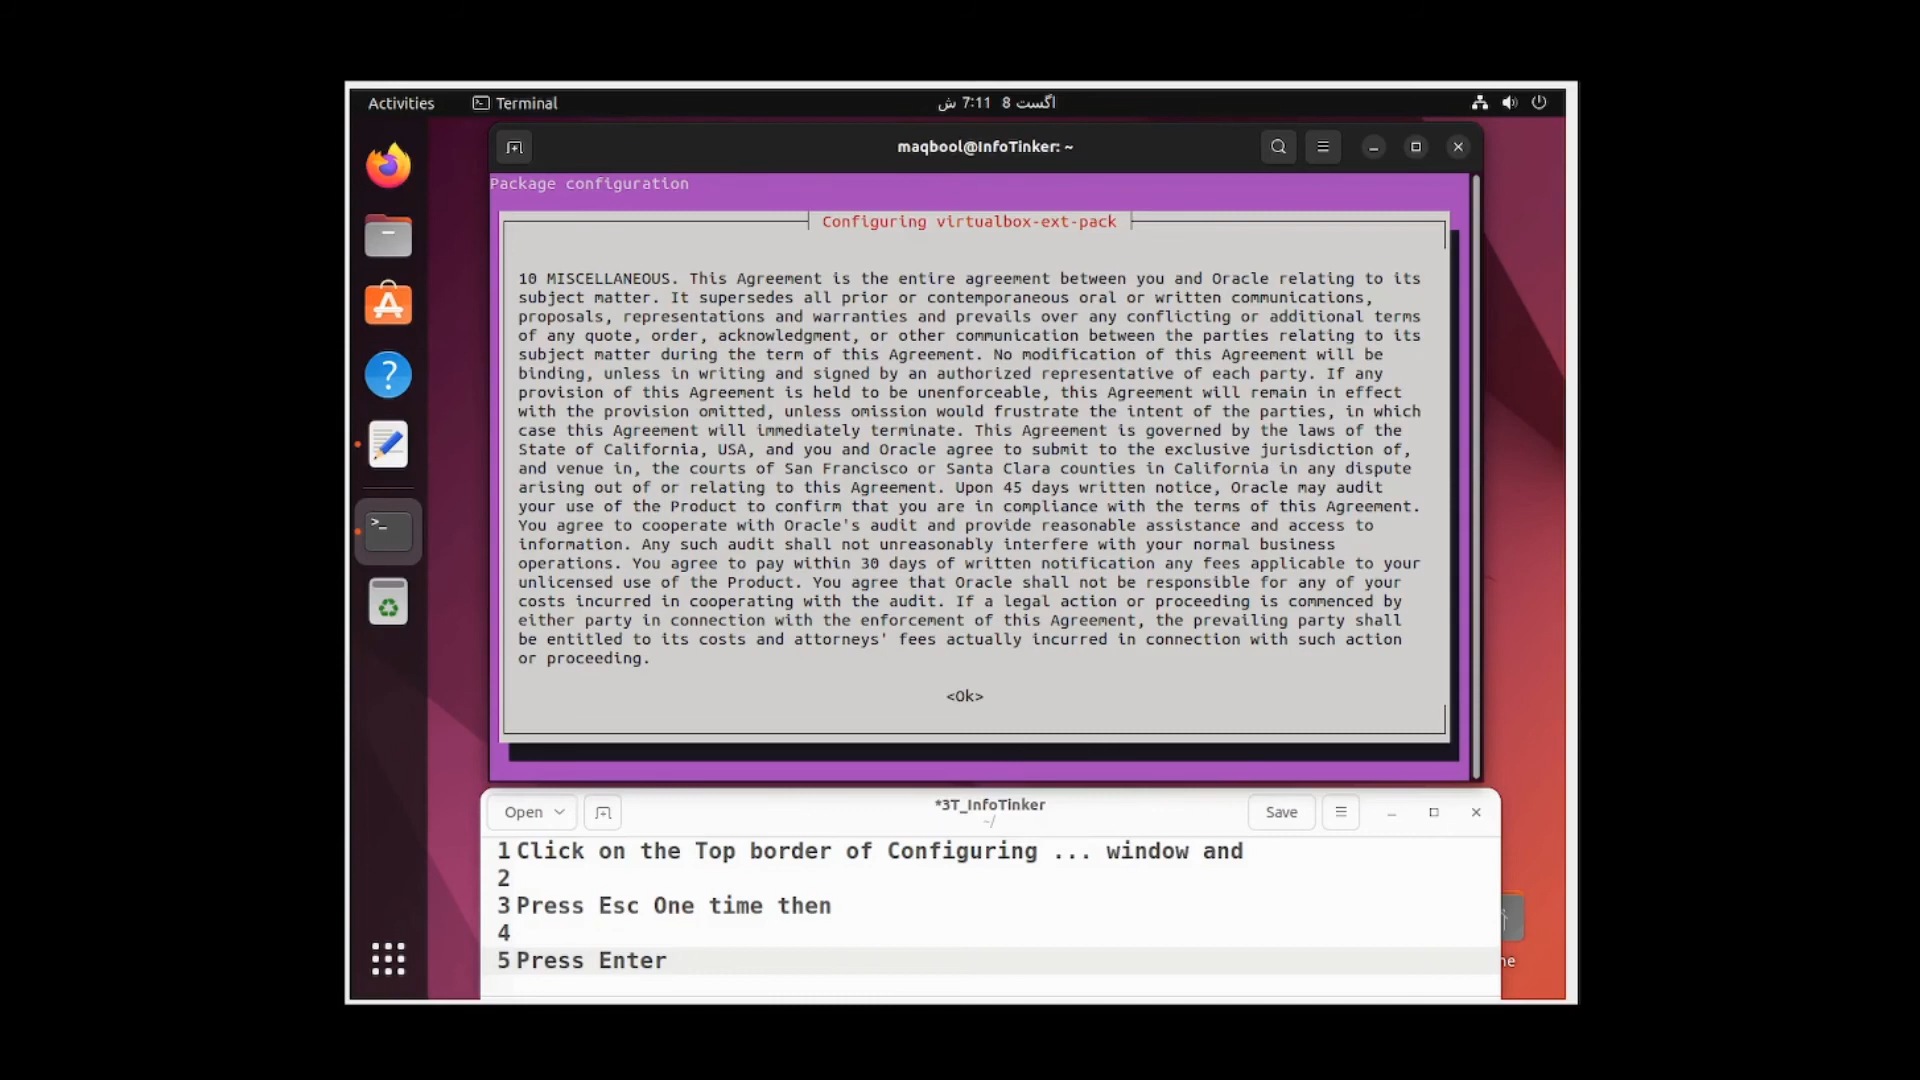 Activities
Terminal
اگست 8 7:11 ش
maqbool@InfoTinker: ~
Package configuration
Configuring virtualbox-ext-pack
10 MISCELLANEOUS. This Agreement is the entire agreement between you and Oracle relating to its
subject matter. It supersedes all prior or contemporaneous oral or written communications,
proposals, representations and warranties and prevails over any conflicting or additional terms
of any quote, order, acknowledgment, or other communication between the parties relating to its
subject matter during the term of this Agreement. No modification of this Agreement will be
binding, unless in writing and signed by an authorized representative of each party. If any
provision of this Agreement is held to be unenforceable, this Agreement will remain in effect
with the provision omitted, unless omission would frustrate the intent of the parties, in which
case this Agreement will immediately terminate. This Agreement is governed by the laws of the
State of California, USA, and you and Oracle agree to submit to the exclusive jurisdiction of,
and venue in, the courts of San Francisco or Santa Clara counties in California in any dispute
arising out of or relating to this Agreement. Upon 45 days written notice, Oracle may audit
your use of the Product to confirm that you are in compliance with the terms of this Agreement.
You agree to cooperate with Oracle's audit and provide reasonable assistance and access to
information. Any such audit shall not unreasonably interfere with your normal business
operations. You agree to pay within 30 days of written notification any fees applicable to your
unlicensed use of the Product. You agree that Oracle shall not be responsible for any of your
costs incurred in cooperating with the audit. If a legal action or proceeding is commenced by
either party in connection with the enforcement of this Agreement, the prevailing party shall
be entitled to its costs and attorneys' fees actually incurred in connection with such action
or proceeding.
<Ok>
Open
*3T_InfoTinker
~/
Save
1 Click on the Top border of Configuring ... window and
2
3 Press Esc One time then
4
5 Press Enter